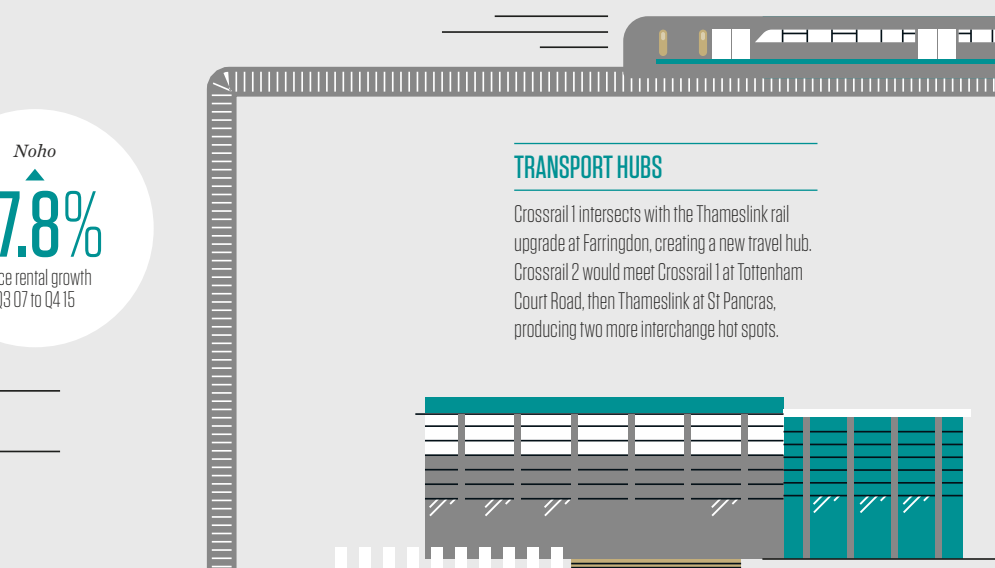 Noho
7.8%
rental growth
Q3 07 to Q4 15
TRANSPORT HUBS
Crossrail 1 intersects with the Thameslink rail
upgrade at Farringdon, creating a new travel hub.
Crossrail 2 would meet Crossrail 1 at Tottenham
Court Road, then Thameslink at St Pancras,
producing two more interchange hot spots.